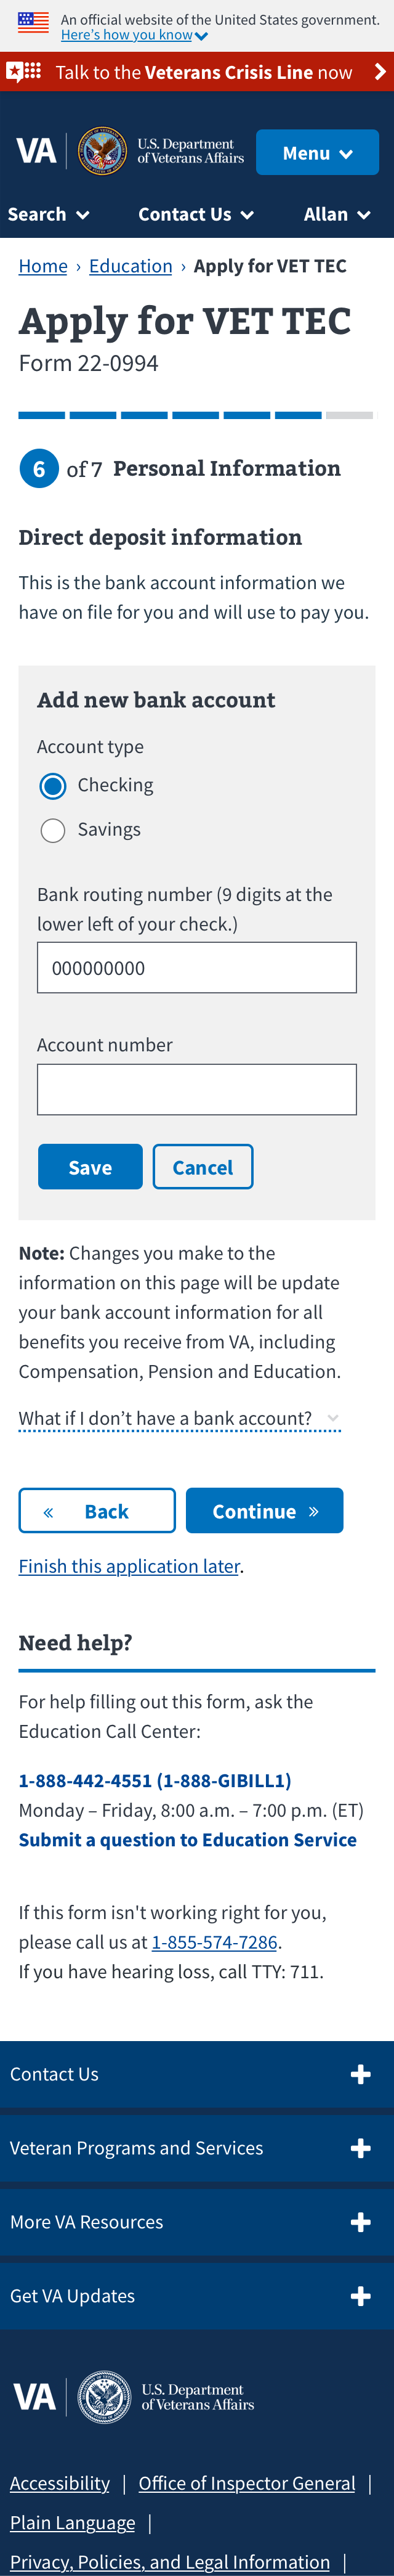 An official website of the United States government.
Here's how you know
Talk to the Veterans Crisis Line now
VA
U.S. Department
of Veterans Affairs
Menu
Search
Contact Us
Allan
Home › Education › Apply for VET TEC
Apply for VET TEC
Form 22-0994
6 of 7 Personal Information
Direct deposit information
This is the bank account information we
have on file for you and will use to pay you.
Add new bank account
Account type
Checking
Savings
Bank routing number (9 digits at the
lower left of your check.)
000000000
Account number
Save
Cancel
Note: Changes you make to the
information on this page will be update
your bank account information for all
benefits you receive from VA, including
Compensation, Pension and Education.
What if I don't have a bank account?
« Back
Continue »
Finish this application later.
Need help?
For help filling out this form, ask the
Education Call Center:
1-888-442-4551 (1-888-GIBILL1)
Monday – Friday, 8:00 a.m. – 7:00 p.m. (ET)
Submit a question to Education Service
If this form isn't working right for you,
please call us at 1-855-574-7286.
If you have hearing loss, call TTY: 711.
Contact Us
Veteran Programs and Services
More VA Resources
Get VA Updates
VA
U.S. Department
of Veterans Affairs
Accessibility | Office of Inspector General |
Plain Language |
Privacy, Policies, and Legal Information |